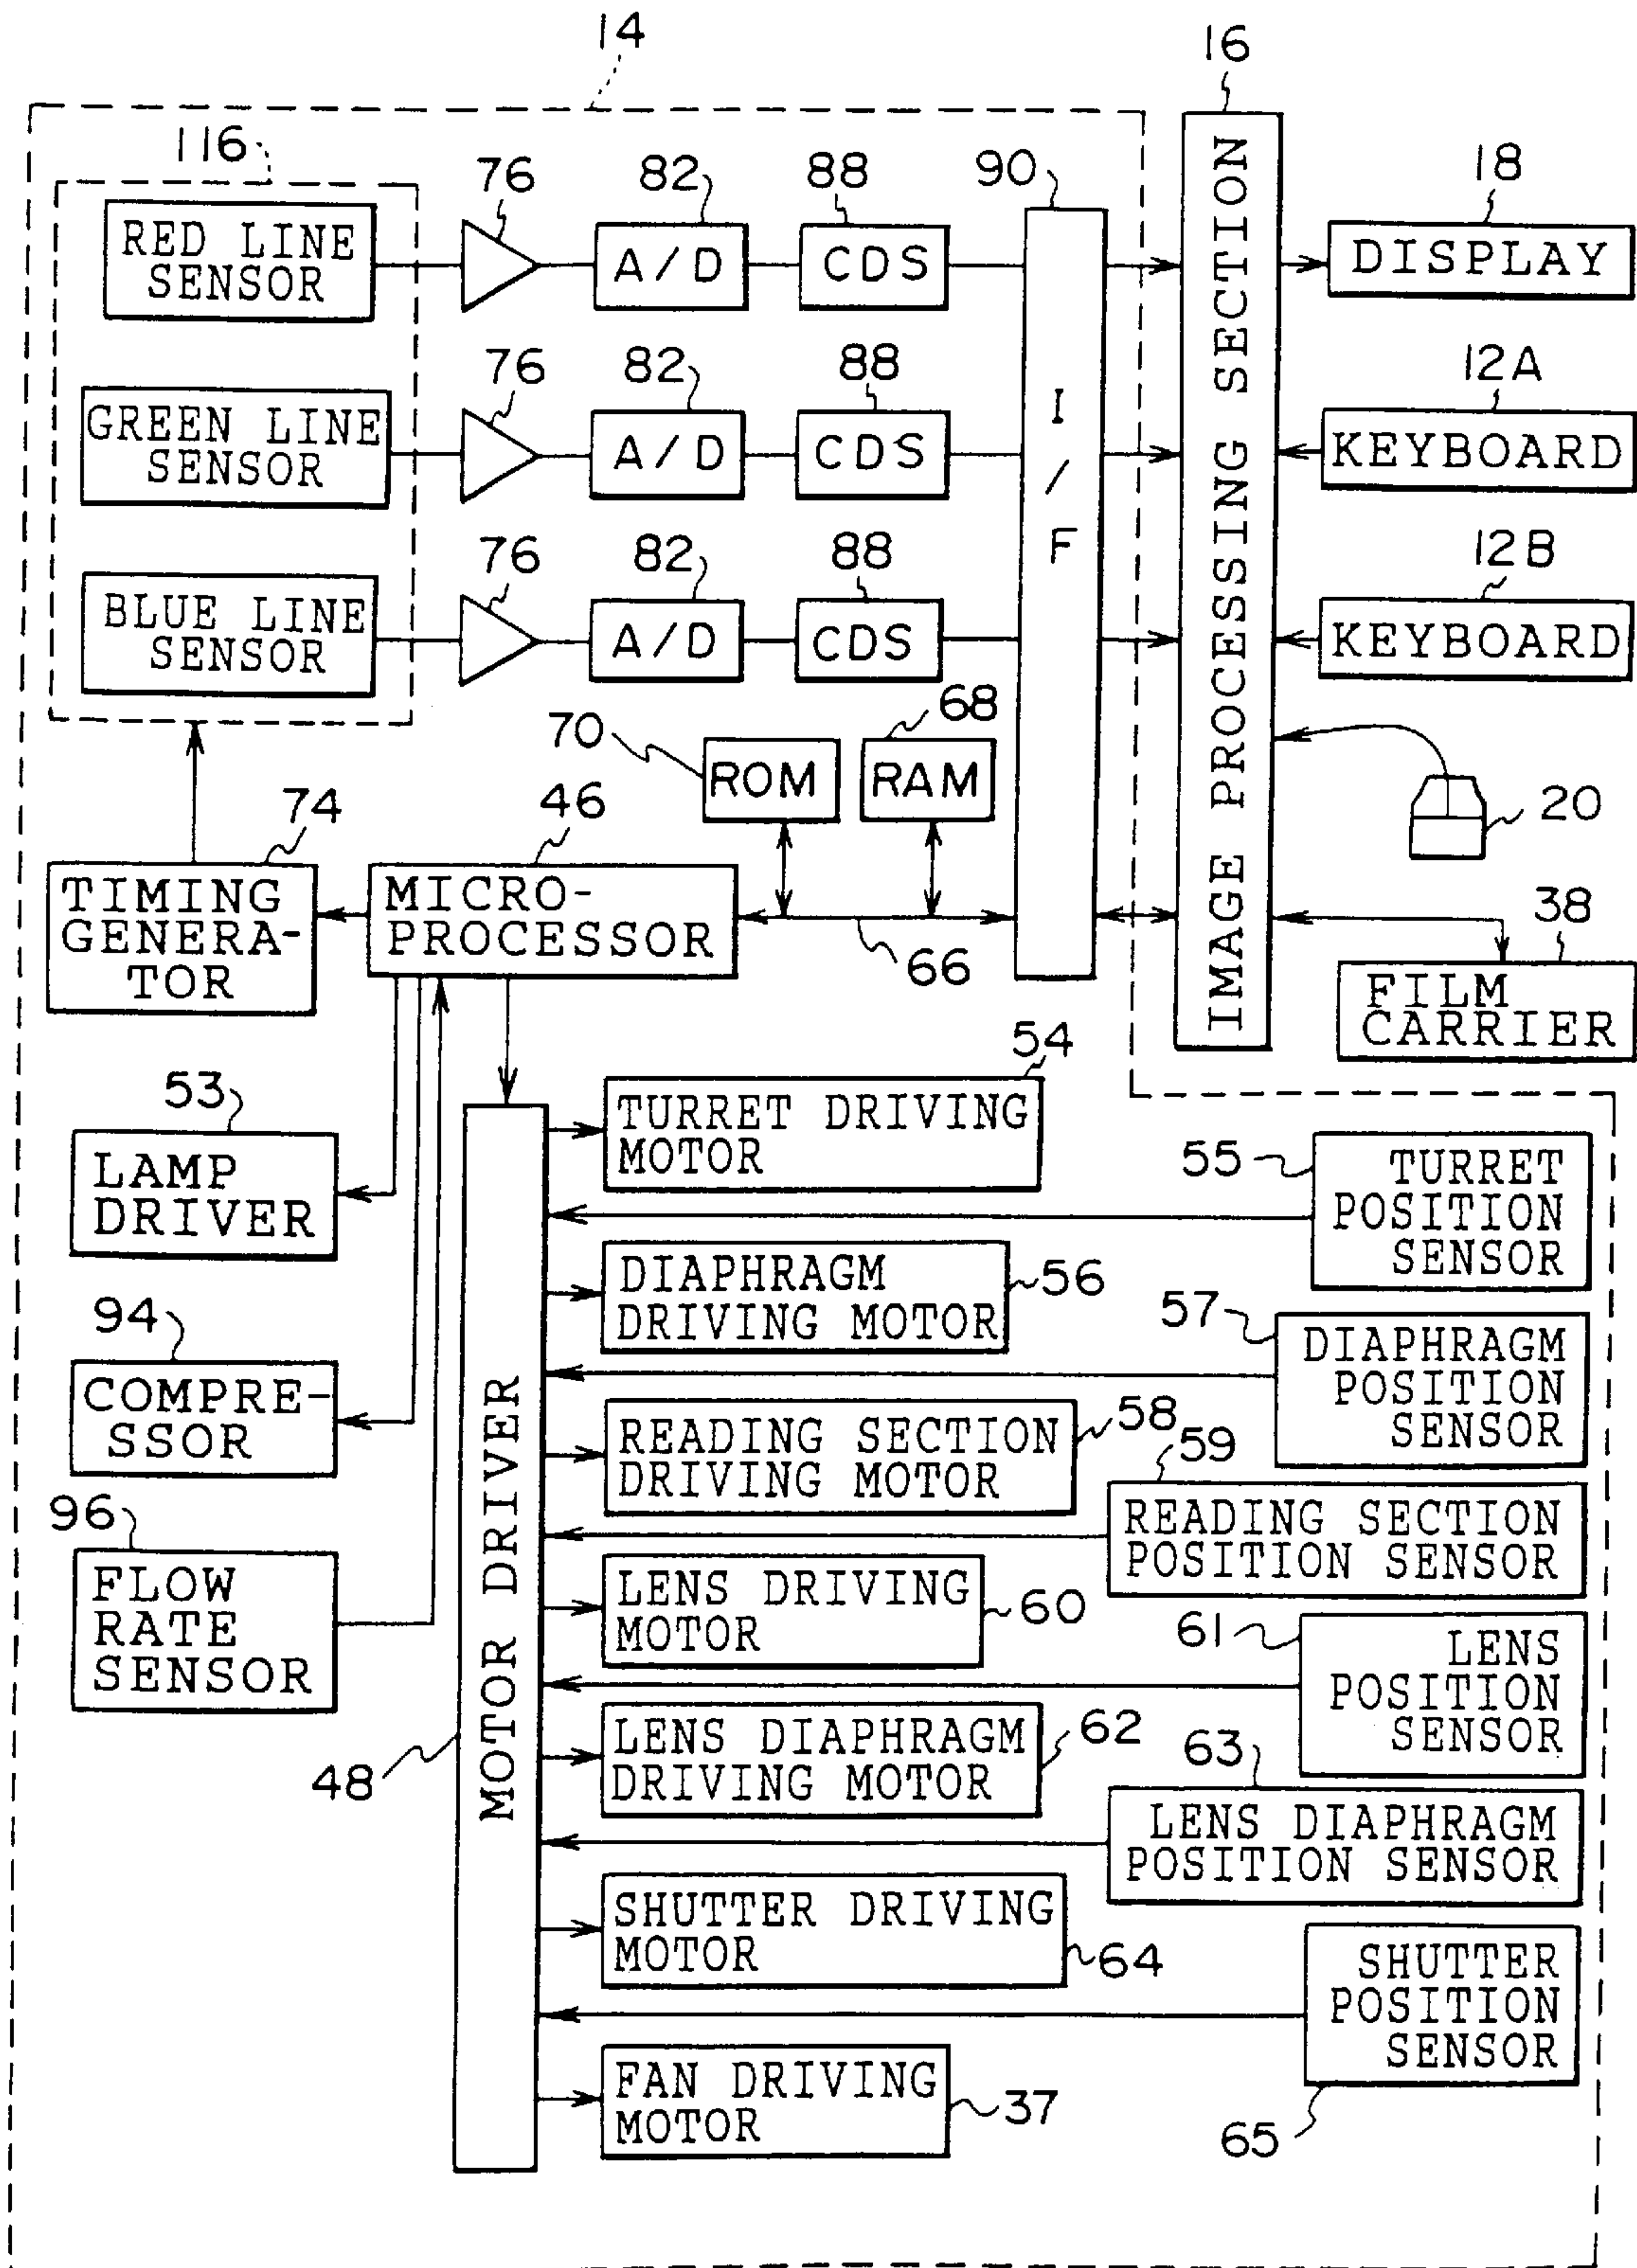 14
16
116
76
82
88
90
18
RED LINE
SENSOR
A/D
CDS
DISPLAY
76
82
88
12A
GREEN LINE
SENSOR
A/D
CDS
I
/
F
IMAGE PROCESSING SECTION
KEYBOARD
76
82
88
12B
BLUE LINE
SENSOR
A/D
CDS
KEYBOARD
70
68
ROM
RAM
20
74
46
38
TIMING
GENERA-
TOR
MICRO-
PROCESSOR
66
FILM
CARRIER
54
53
TURRET DRIVING
MOTOR
55
TURRET
POSITION
SENSOR
LAMP
DRIVER
DIAPHRAGM
DRIVING MOTOR
56
94
57
DIAPHRAGM
POSITION
SENSOR
COMPRE-
SSOR
MOTOR DRIVER
READING SECTION
DRIVING MOTOR
58
59
96
READING SECTION
POSITION SENSOR
FLOW
RATE
SENSOR
LENS DRIVING
MOTOR
60
61
LENS
POSITION
SENSOR
48
LENS DIAPHRAGM
DRIVING MOTOR
62
63
LENS DIAPHRAGM
POSITION SENSOR
SHUTTER DRIVING
MOTOR
64
SHUTTER
POSITION
SENSOR
FAN DRIVING
MOTOR
37
65